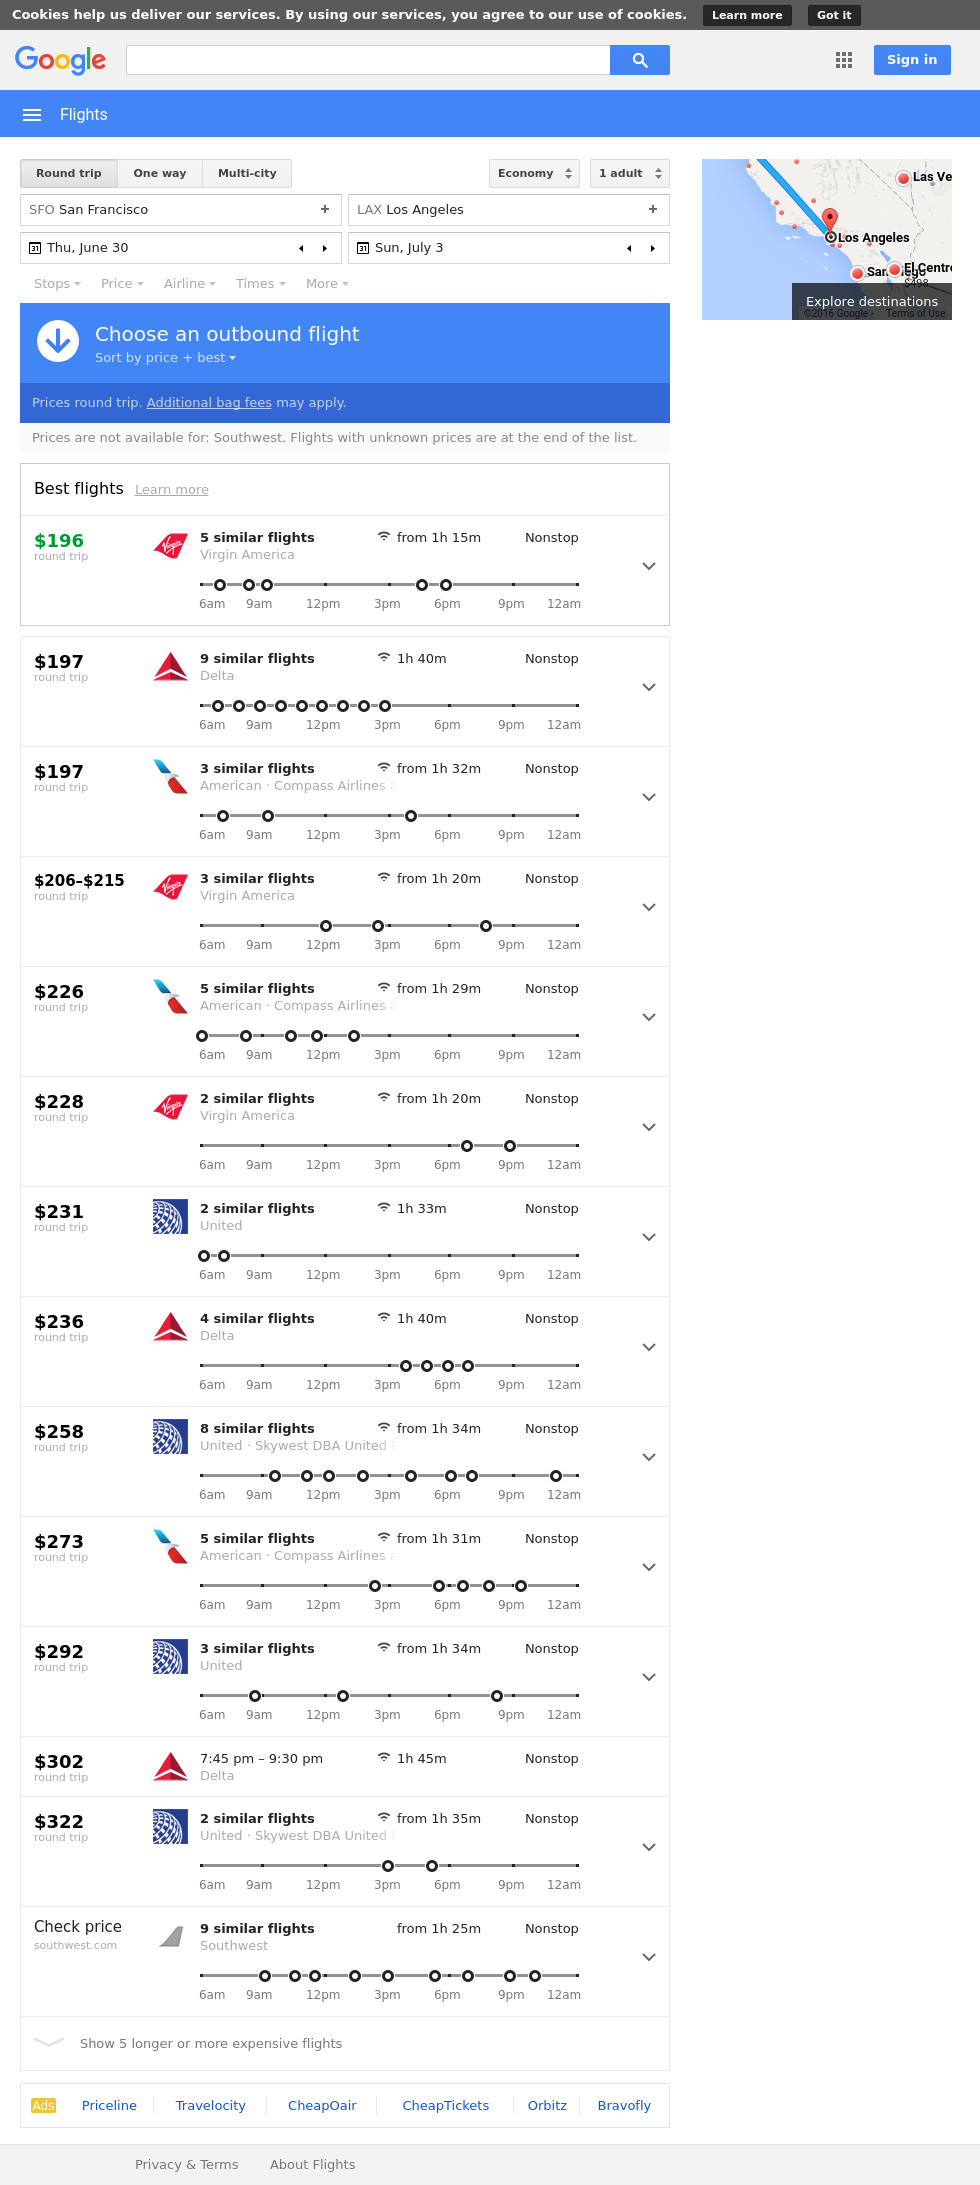 Cookies help us deliver our services. By using our services, you agree to our use of cookies. Learn more Got it
Google Sign in
Flights
Round trip One way Multi-city Economy 1 adult
SFO San Francisco LAX Los Angeles
31 Thu, June 30 31 Sun, July 3
Stops Price Airline Times More
Las Ve
Los Angeles
El Centro
$498
Explore destinations
©2016 Google - Terms of Use
Choose an outbound flight
Sort by price + best
Prices round trip. Additional bag fees may apply.
Prices are not available for: Southwest. Flights with unknown prices are at the end of the list.
Best flights Learn more
$196 5 similar flights from 1h 15m Nonstop
round trip Virgin America
6am 9am 12pm 3pm 6pm 9pm 12am
$197 9 similar flights 1h 40m Nonstop
round trip Delta
6am 9am 12pm 3pm 6pm 9pm 12am
$197 3 similar flights from 1h 32m Nonstop
round trip American · Compass Airlines a
6am 9am 12pm 3pm 6pm 9pm 12am
$206–$215 3 similar flights from 1h 20m Nonstop
round trip Virgin America
6am 9am 12pm 3pm 6pm 9pm 12am
$226 5 similar flights from 1h 29m Nonstop
round trip American · Compass Airlines a
6am 9am 12pm 3pm 6pm 9pm 12am
$228 2 similar flights from 1h 20m Nonstop
round trip Virgin America
6am 9am 12pm 3pm 6pm 9pm 12am
$231 2 similar flights 1h 33m Nonstop
round trip United
6am 9am 12pm 3pm 6pm 9pm 12am
$236 4 similar flights 1h 40m Nonstop
round trip Delta
6am 9am 12pm 3pm 6pm 9pm 12am
$258 8 similar flights from 1h 34m Nonstop
round trip United · Skywest DBA United E
6am 9am 12pm 3pm 6pm 9pm 12am
$273 5 similar flights from 1h 31m Nonstop
round trip American · Compass Airlines a
6am 9am 12pm 3pm 6pm 9pm 12am
$292 3 similar flights from 1h 34m Nonstop
round trip United
6am 9am 12pm 3pm 6pm 9pm 12am
$302 7:45 pm – 9:30 pm 1h 45m Nonstop
round trip Delta
$322 2 similar flights from 1h 35m Nonstop
round trip United · Skywest DBA United E
6am 9am 12pm 3pm 6pm 9pm 12am
Check price 9 similar flights from 1h 25m Nonstop
southwest.com Southwest
6am 9am 12pm 3pm 6pm 9pm 12am
Show 5 longer or more expensive flights
Ads Priceline Travelocity CheapOair CheapTickets Orbitz Bravofly
Privacy & Terms About Flights